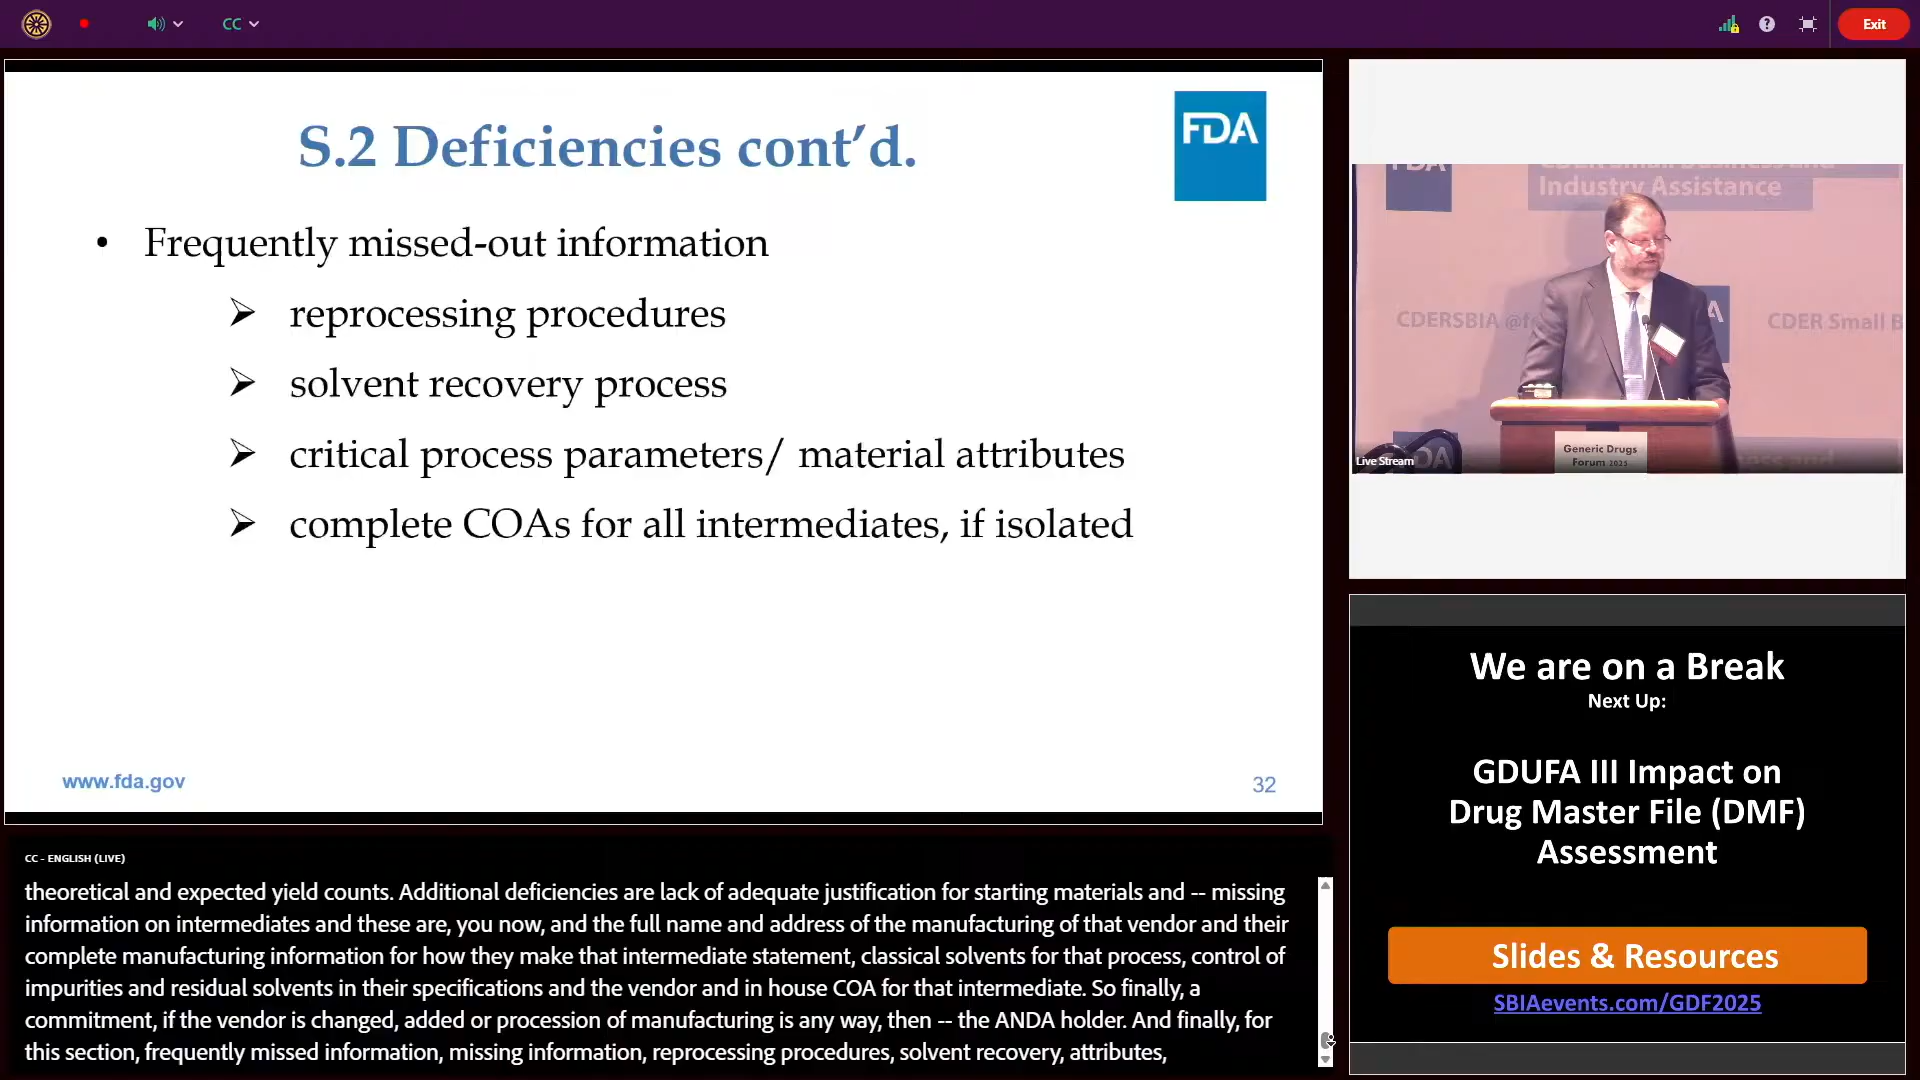 CC
Exit
S.2 Deficiencies cont’d.
FDA
• Frequently missed-out information
➢ reprocessing procedures
➢ solvent recovery process
➢ critical process parameters/ material attributes
➢ complete COAs for all intermediates, if isolated
www.fda.gov
32
CC - ENGLISH (LIVE)
theoretical and expected yield counts. Additional deficiencies are lack of adequate justification for starting materials and -- missing
information on intermediates and these are, you now, and the full name and address of the manufacturing of that vendor and their
complete manufacturing information for how they make that intermediate statement, classical solvents for that process, control of
impurities and residual solvents in their specifications and the vendor and in house COA for that intermediate. So finally, a
commitment, if the vendor is changed, added or procession of manufacturing is any way, then -- the ANDA holder. And finally, for
this section, frequently missed information, missing information, reprocessing procedures, solvent recovery, attributes,
FDA
CDER Small Business and
Industry Assistance
CDERSBIA
CDER Small B
Generic Drugs
Forum 2025
Live Stream
We are on a Break
Next Up:
GDUFA III Impact on
Drug Master File (DMF)
Assessment
Slides & Resources
SBIAevents.com/GDF2025